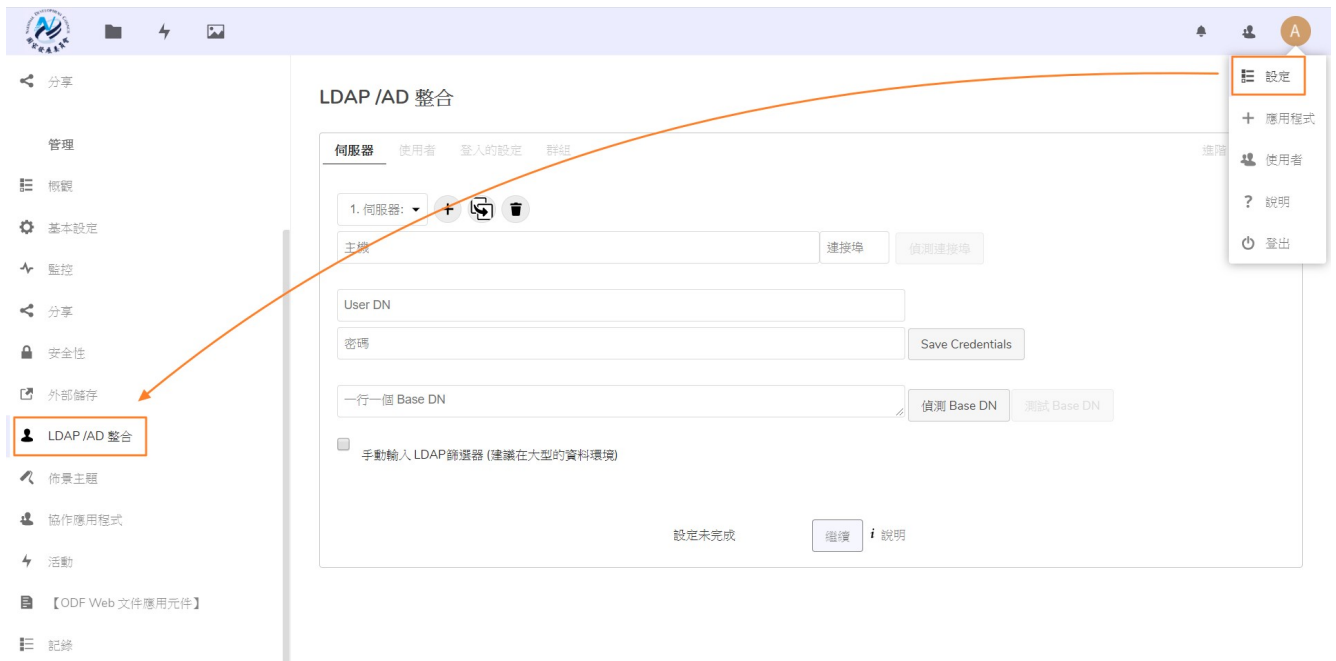 A
分享
管理
概觀
基本設定
監控
分享
安全性
外部儲存
LDAP /AD 整合
佈景主題
協作應用程式
活動
【ODF Web 文件應用元件】
記錄
LDAP /AD 整合
伺服器 使用者 登入的設定 群組 進階
1. 伺服器:
主機 連接埠 偵測連接埠
User DN
密碼 Save Credentials
一行一個 Base DN 偵測 Base DN 測試 Base DN
手動輸入 LDAP篩選器 (建議在大型的資料環境)
設定未完成 繼續 i 說明
設定
應用程式
使用者
? 說明
登出